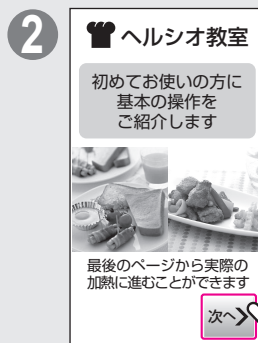 2
ヘルシオ教室
初めてお使いの方に
基本の操作を
ご紹介します
最後のページから実際の
加熱に進むことができます
次へ